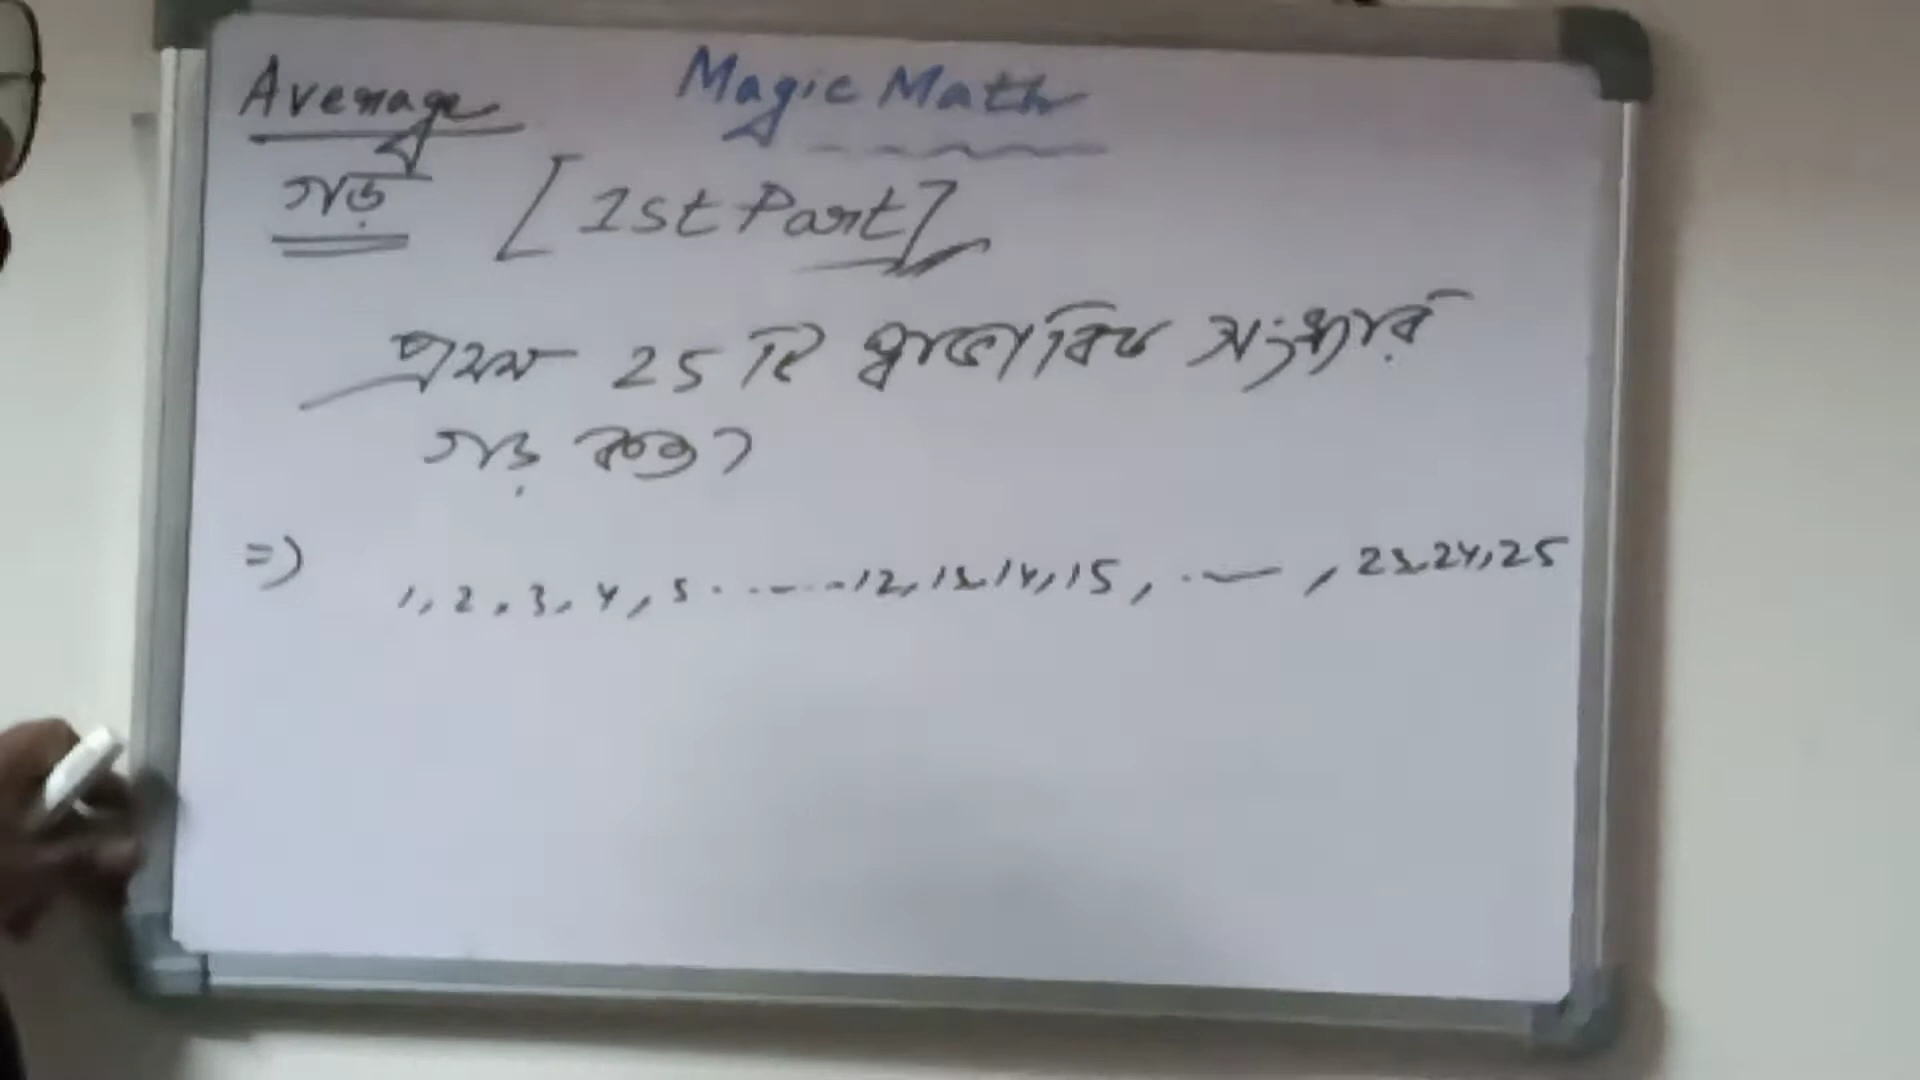 Average
Magic Math
গড়
[1st Part]
প্রথম 25 টি স্বাভাবিক সংখ্যার
গড় কত?
=> 1, 2, 3, 4, 5 ........ 12, 13, 14, 15, ...—, 23, 24, 25